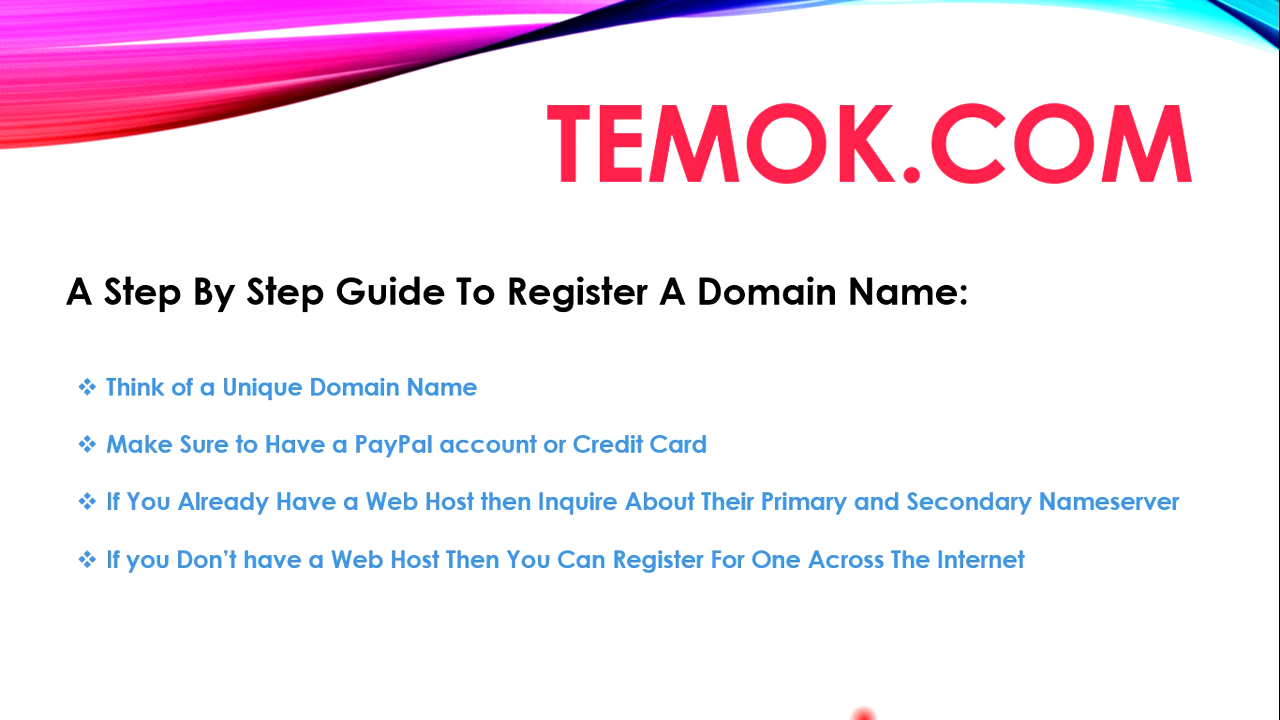 TEMOK.COM
A Step By Step Guide To Register A Domain Name:
❖ Think of a Unique Domain Name
❖ Make Sure to Have a PayPal account or Credit Card
❖ If You Already Have a Web Host then Inquire About Their Primary and Secondary Nameserver
❖ If you Don’t have a Web Host Then You Can Register For One Across The Internet